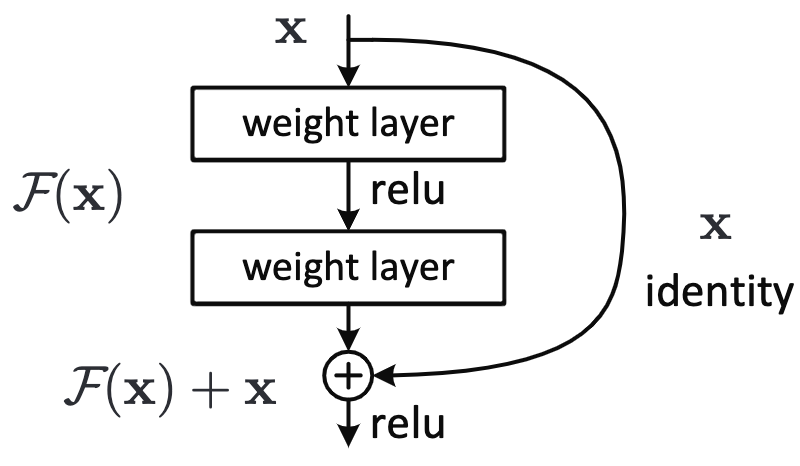 x
weight layer
relu
F(x)
weight layer
x
identity
F(x) + x
relu